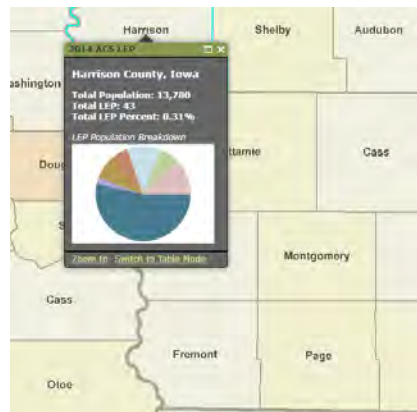 Harrison
Shelby
Audubon
2014 ACS LEP
Harrison County, Iowa
Total Population: 13,780
Total LEP: 43
Total LEP Percent: 0.31%
LEP Population Breakdown
ashington
Doug
ttamie
Cass
S
Zoom to Switch to Table Mode
Montgomery
Cass
Fremont
Page
Otoe